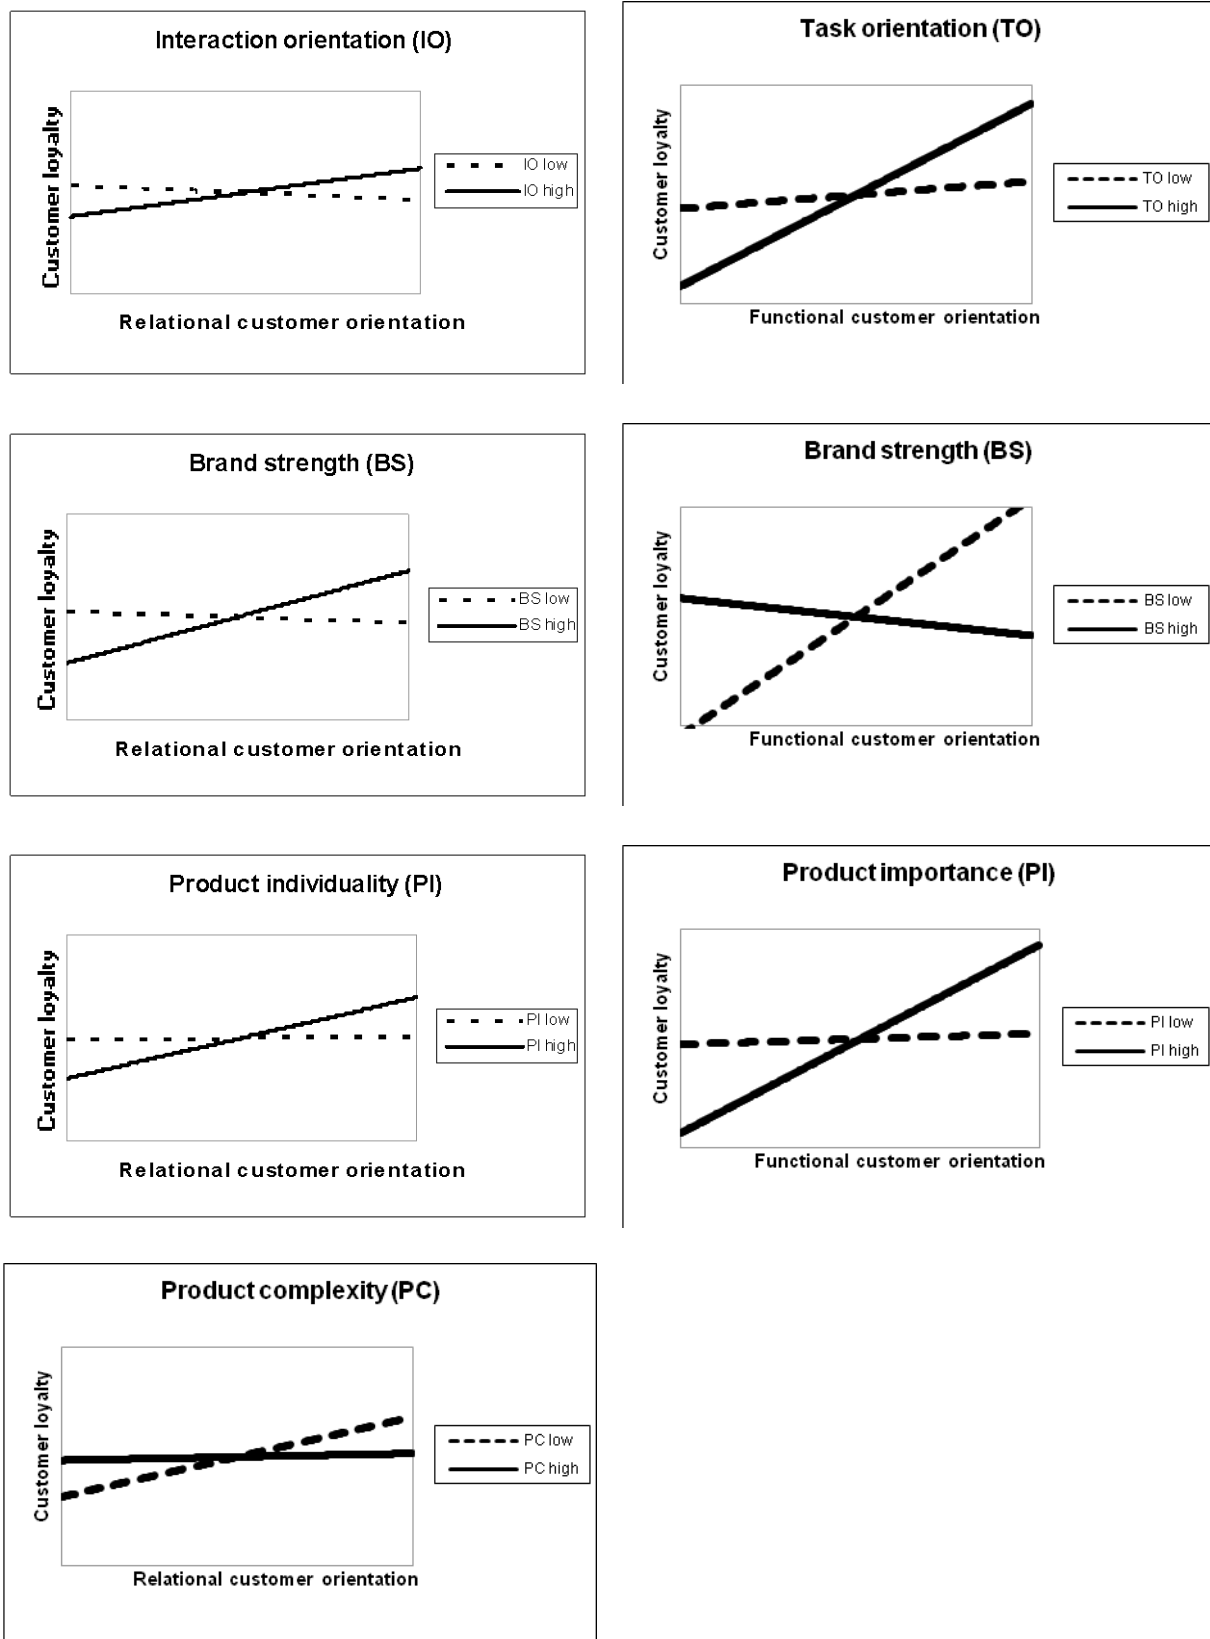 Interaction orientation (IO)
Customer loyalty
IO low
IO high
Relational customer orientation
Task orientation (TO)
Customer loyalty
TO low
TO high
Functional customer orientation
Brand strength (BS)
Customer loyalty
BS low
BS high
Relational customer orientation
Brand strength (BS)
Customer loyalty
BS low
BS high
Functional customer orientation
Product individuality (PI)
Customer loyalty
PI low
PI high
Relational customer orientation
Product importance (PI)
Customer loyalty
PI low
PI high
Functional customer orientation
Product complexity (PC)
Customer loyalty
PC low
PC high
Relational customer orientation